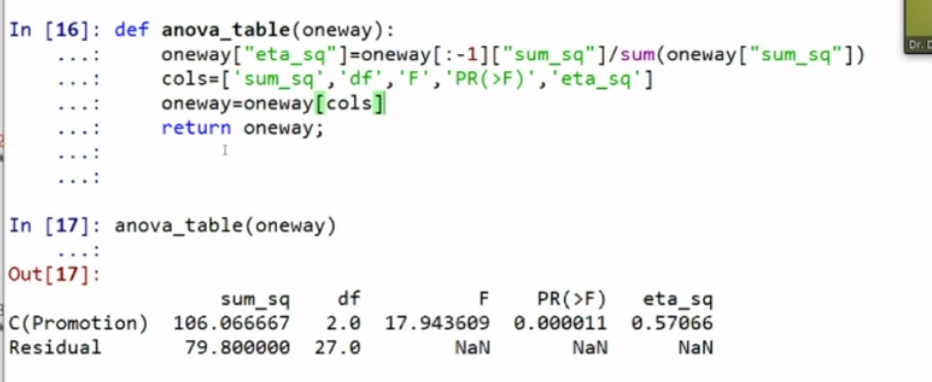 In [16]: def anova_table(oneway):
...: oneway["eta_sq"]=oneway[:-1]["sum_sq"]/sum(oneway["sum_sq"])
...: cols=['sum_sq','df','F','PR(>F)','eta_sq']
...: oneway=oneway[cols]
...: return oneway;
...:
...:
In [17]: anova_table(oneway)
...:
Out[17]:
sum_sq df F PR(>F) eta_sq
C(Promotion) 106.066667 2.0 17.943609 0.000011 0.57066
Residual 79.800000 27.0 NaN NaN NaN